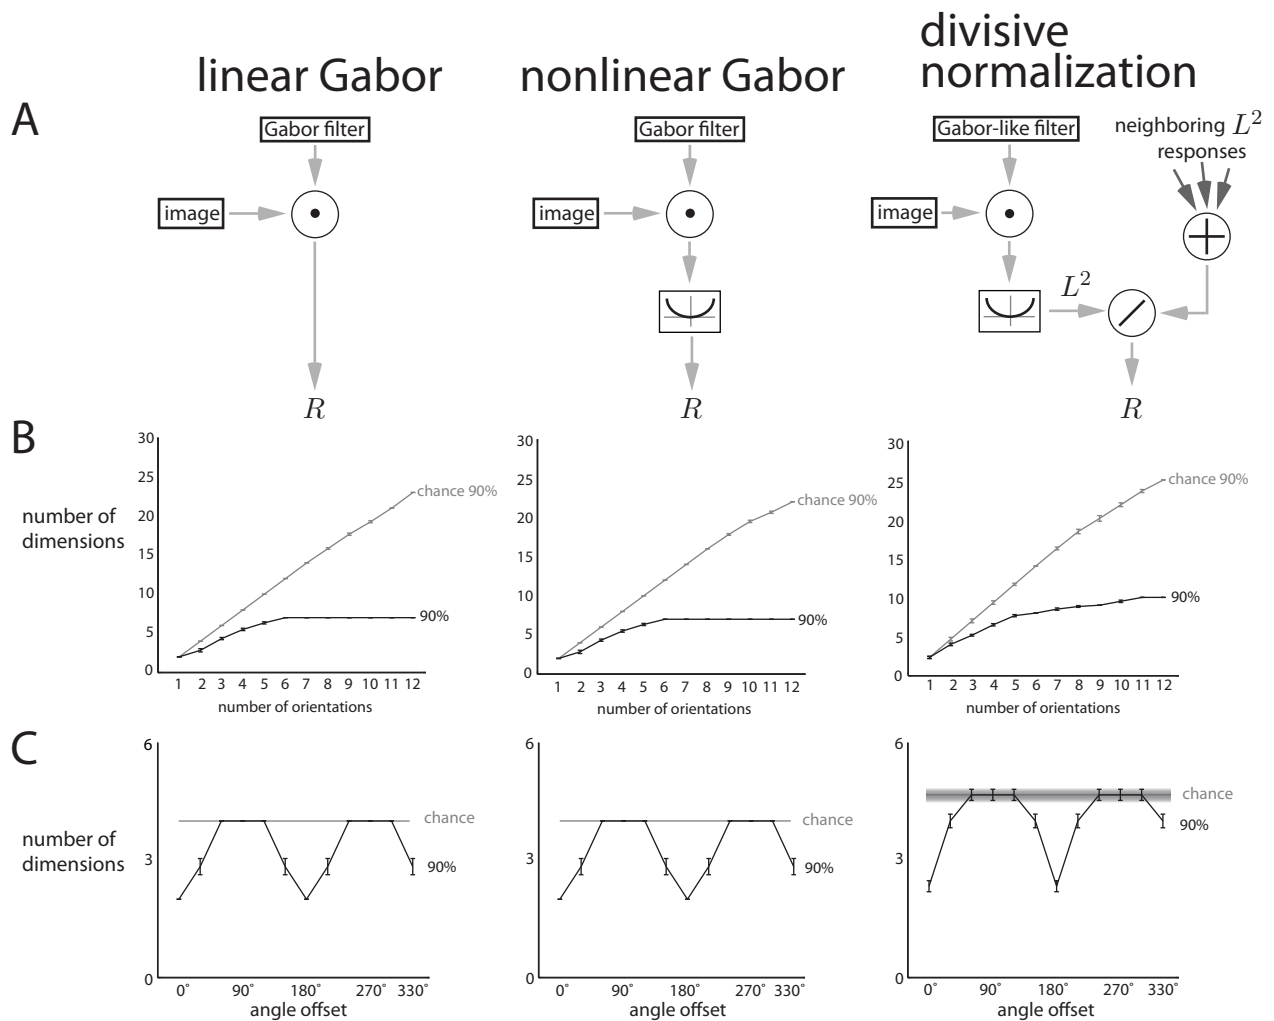 linear Gabor
nonlinear Gabor
divisive
normalization
A
Gabor filter
image
R
Gabor filter
image
R
Gabor-like filter
neighboring L²
responses
image
L²
R
B
number of
dimensions
30
25
20
15
10
5
0
chance 90%
90%
1 2 3 4 5 6 7 8 9 10 11 12
number of orientations
30
25
20
15
10
5
0
chance 90%
90%
1 2 3 4 5 6 7 8 9 10 11 12
number of orientations
30
25
20
15
10
5
0
chance 90%
90%
1 2 3 4 5 6 7 8 9 10 11 12
number of orientations
C
number of
dimensions
6
3
0
chance
90%
0° 90° 180° 270° 330°
angle offset
6
3
0
chance
90%
0° 90° 180° 270° 330°
angle offset
6
3
0
chance
90%
0° 90° 180° 270° 330°
angle offset